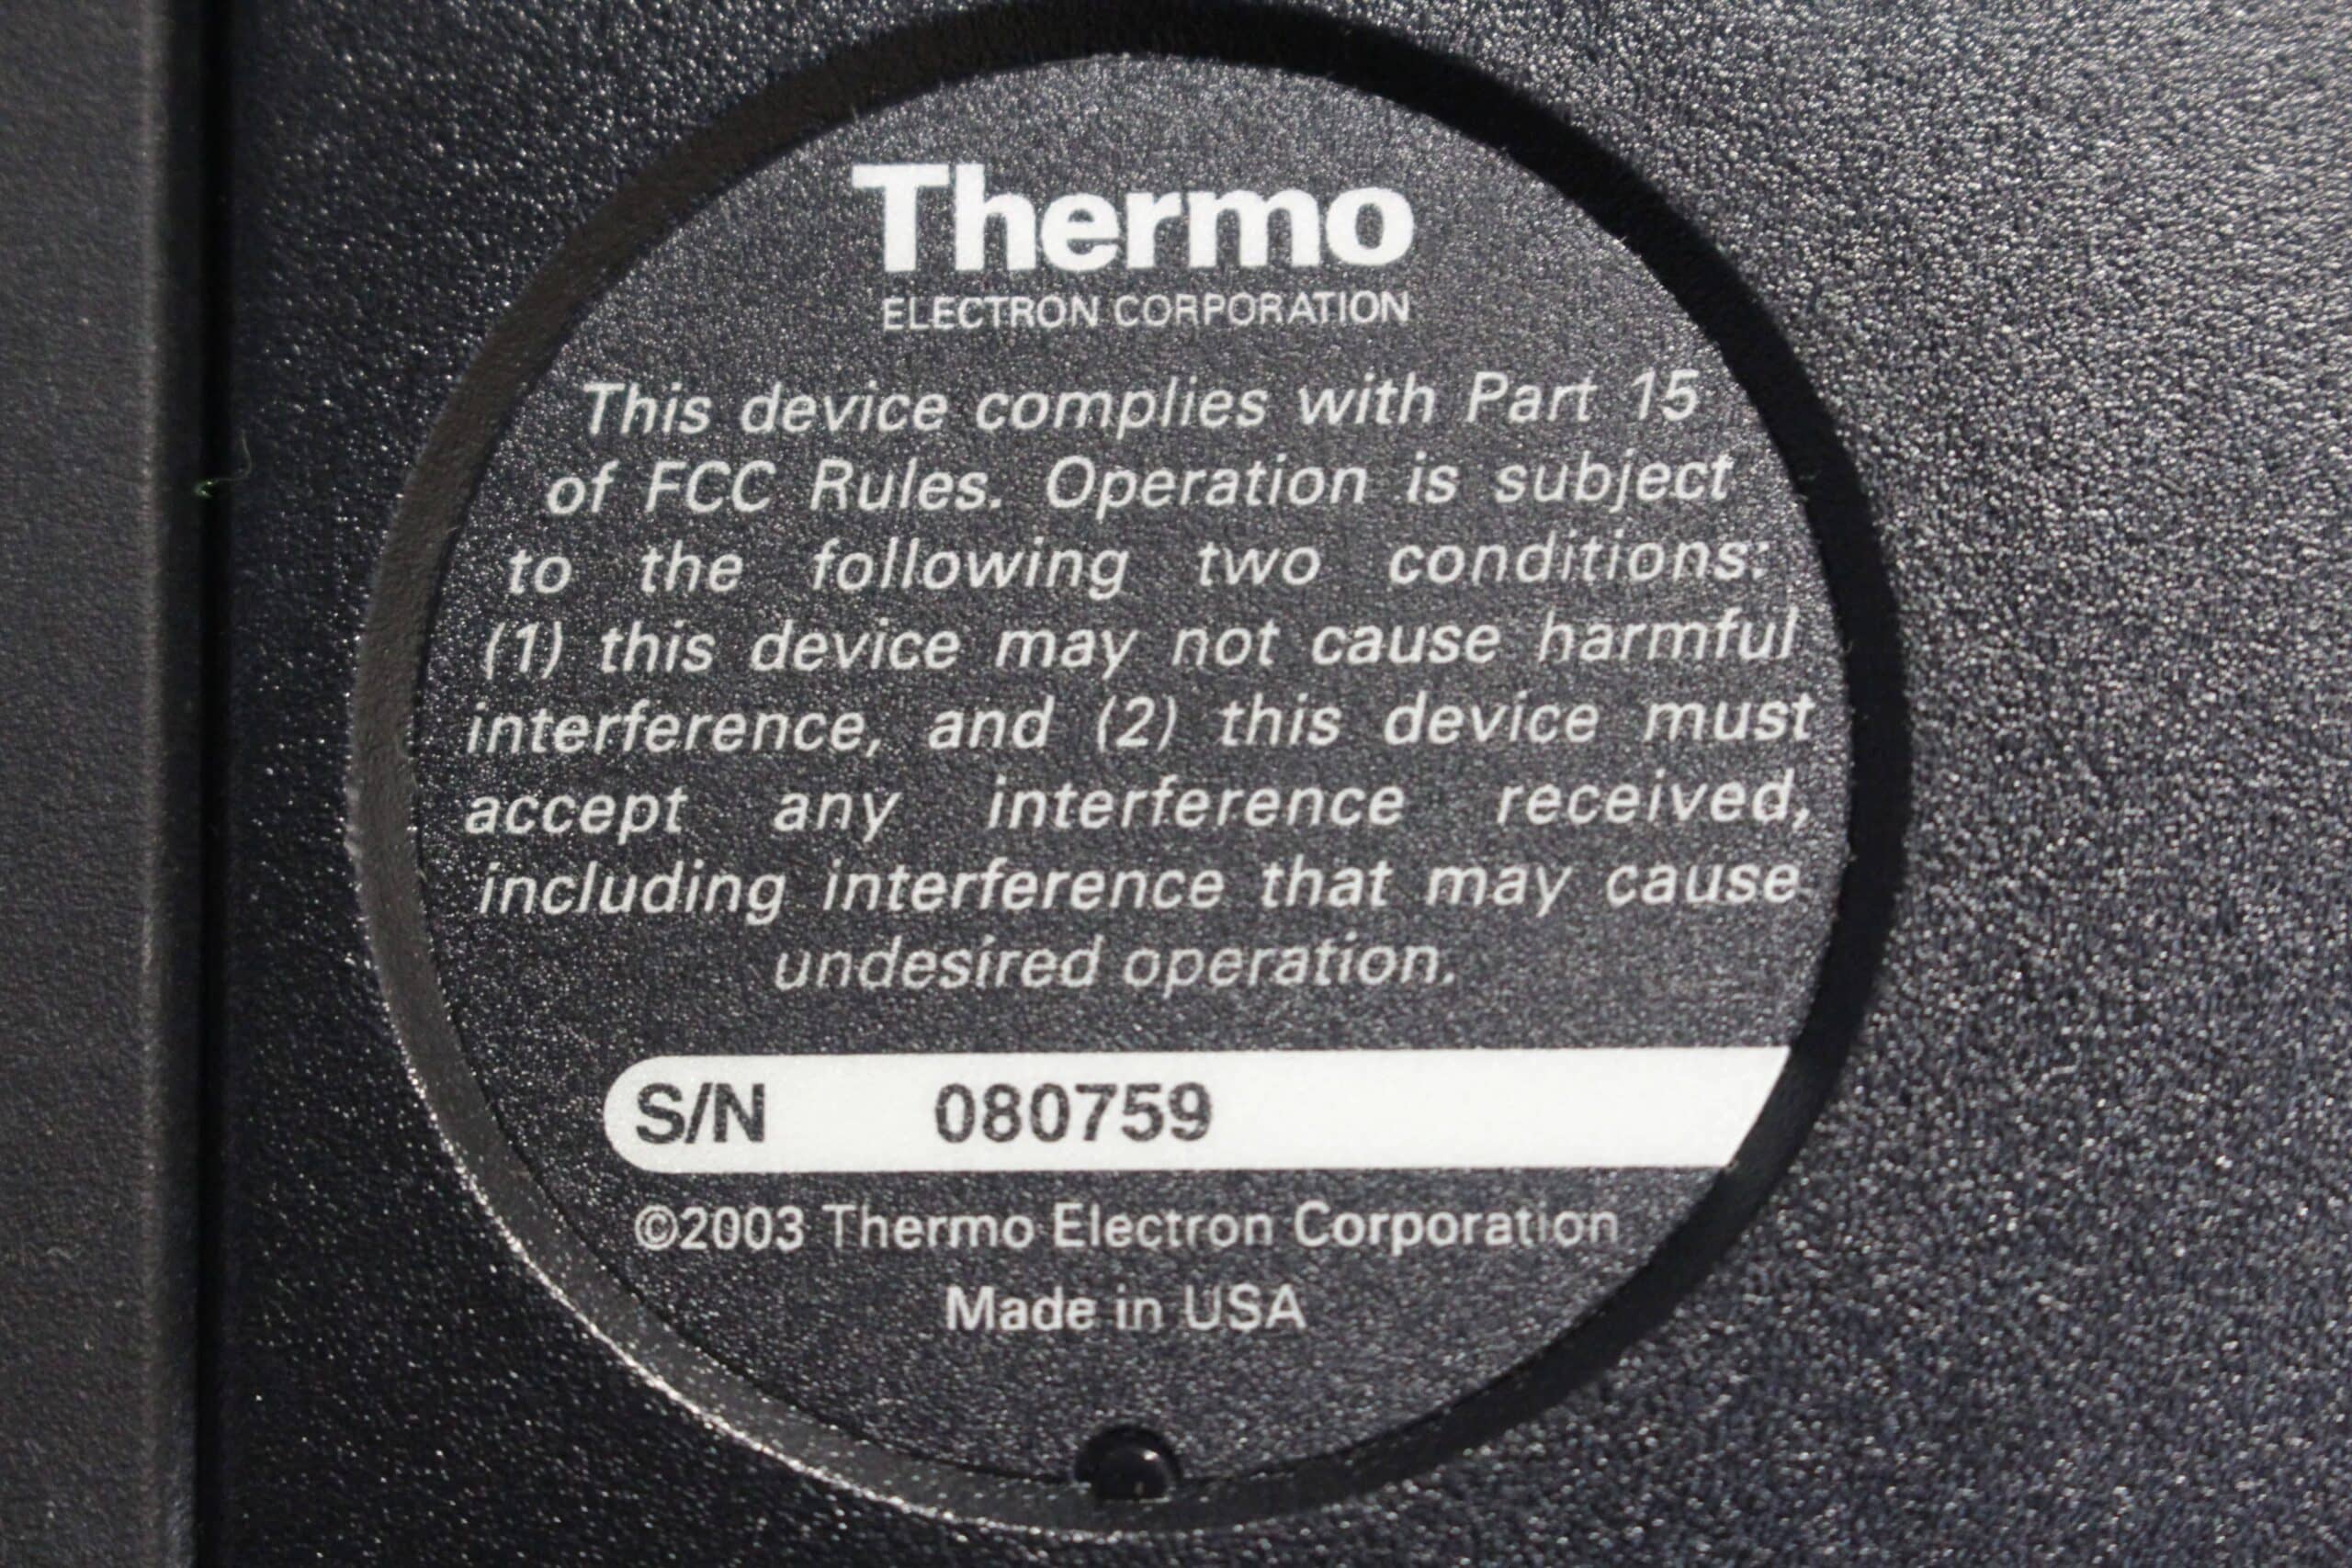 Thermo
ELECTRON CORPORATION
This device complies with Part 15
of FCC Rules. Operation is subject
to the following two conditions:
(1) this device may not cause harmful
interference, and (2) this device must
accept any interference received,
including interference that may cause
undesired operation.
S/N 080759
©2003 Thermo Electron Corporation
Made in USA